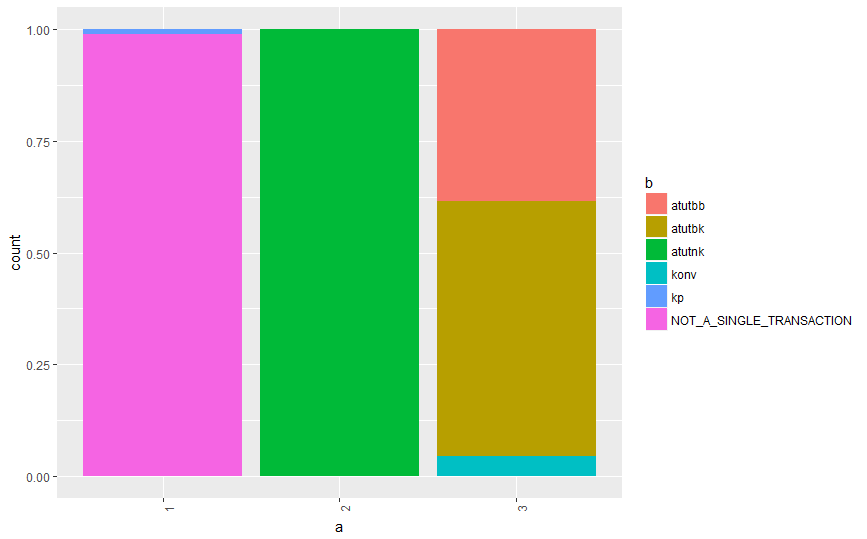 1.00
0.75
0.50
0.25
0.00
count
1
2
3
a
b
atutbb
atutbk
atutnk
konv
kp
NOT_A_SINGLE_TRANSACTION